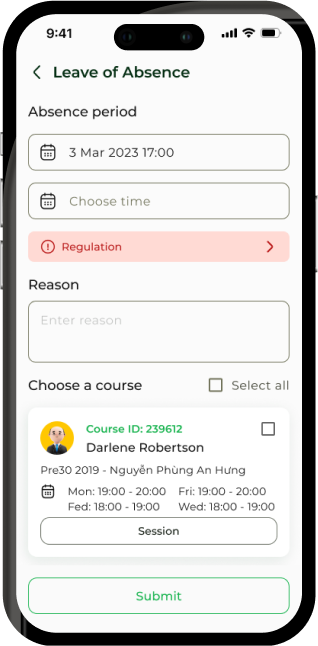 9:41
Leave of Absence
Absence period
3 Mar 2023 17:00
Choose time
Regulation
Reason
Enter reason
Choose a course
Select all
Course ID: 239612
Darlene Robertson
Pre30 2019 - Nguyễn Phùng An Hưng
Mon: 19:00 - 20:00 Fri: 19:00 - 20:00
Fed: 18:00 - 19:00 Wed: 18:00 - 19:00
Session
Submit